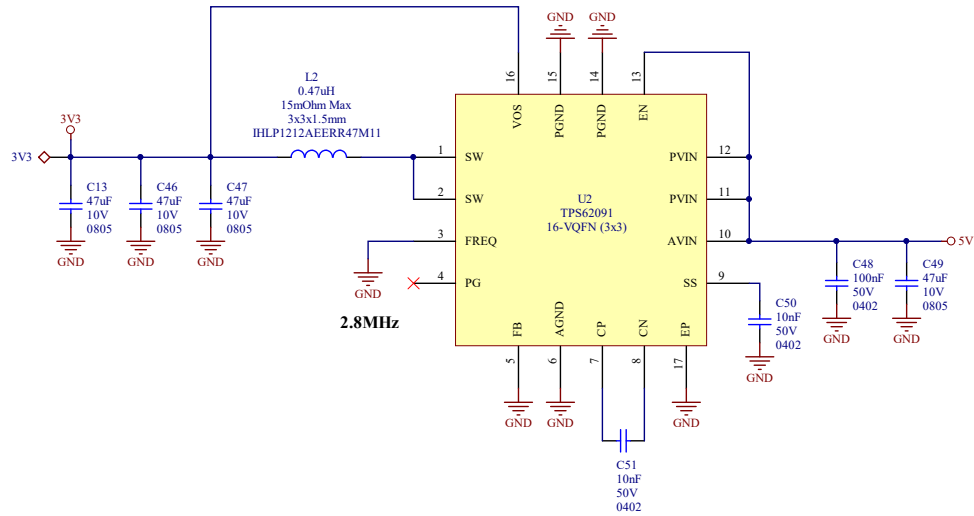 GND
GND
L2
0.47uH
15mOhm Max
3x3x1.5mm
IHLP1212AEERR47M11
16
15
14
13
VOS
PGND
PGND
EN
3V3
3V3
1
SW
PVIN
12
2
SW
PVIN
11
U2
TPS62091
16-VQFN (3x3)
3
FREQ
AVIN
10
5V
4
PG
SS
9
C13
47uF
10V
0805
GND
C46
47uF
10V
0805
GND
C47
47uF
10V
0805
GND
GND
2.8MHz
C48
100nF
50V
0402
GND
C49
47uF
10V
0805
GND
C50
10nF
50V
0402
GND
FB
AGND
CP
CN
EP
5
6
7
8
17
GND
GND
GND
C51
10nF
50V
0402